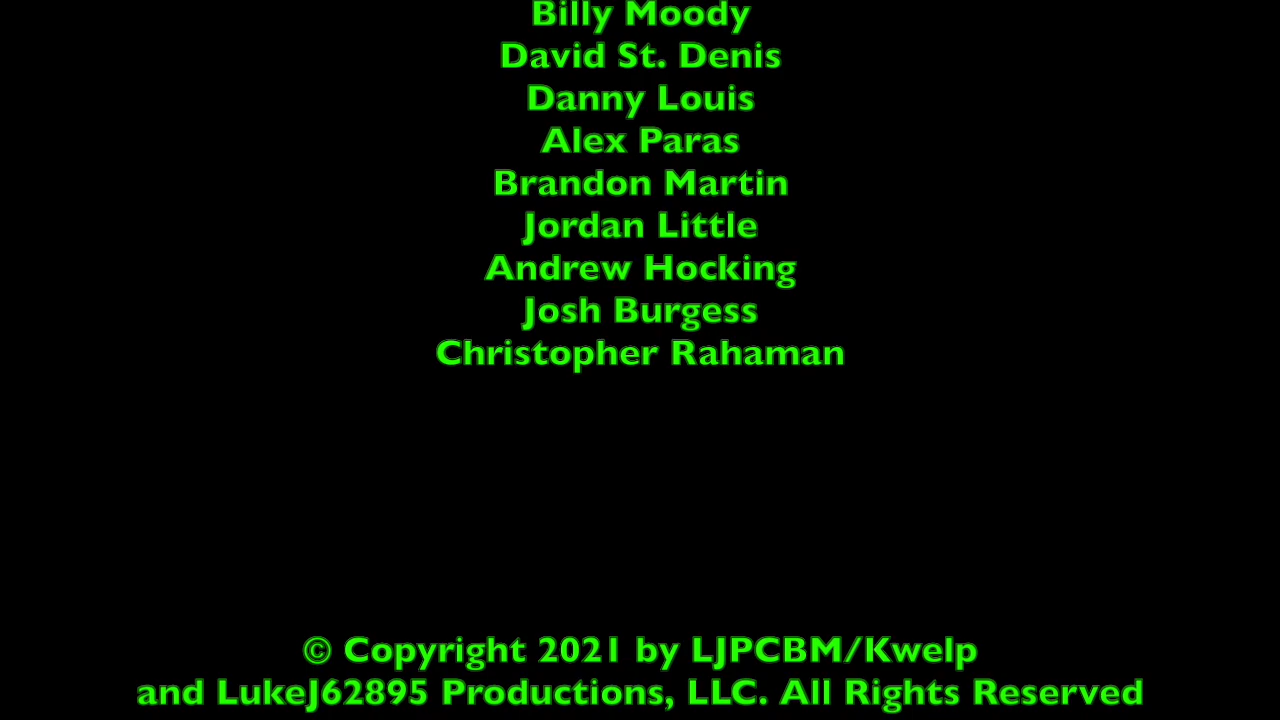 Billy Moody
David St. Denis
Danny Louis
Alex Paras
Brandon Martin
Jordan Little
Andrew Hocking
Josh Burgess
Christopher Rahaman
© Copyright 2021 by LJPCBM/Kwelp
and LukeJ62895 Productions, LLC. All Rights Reserved